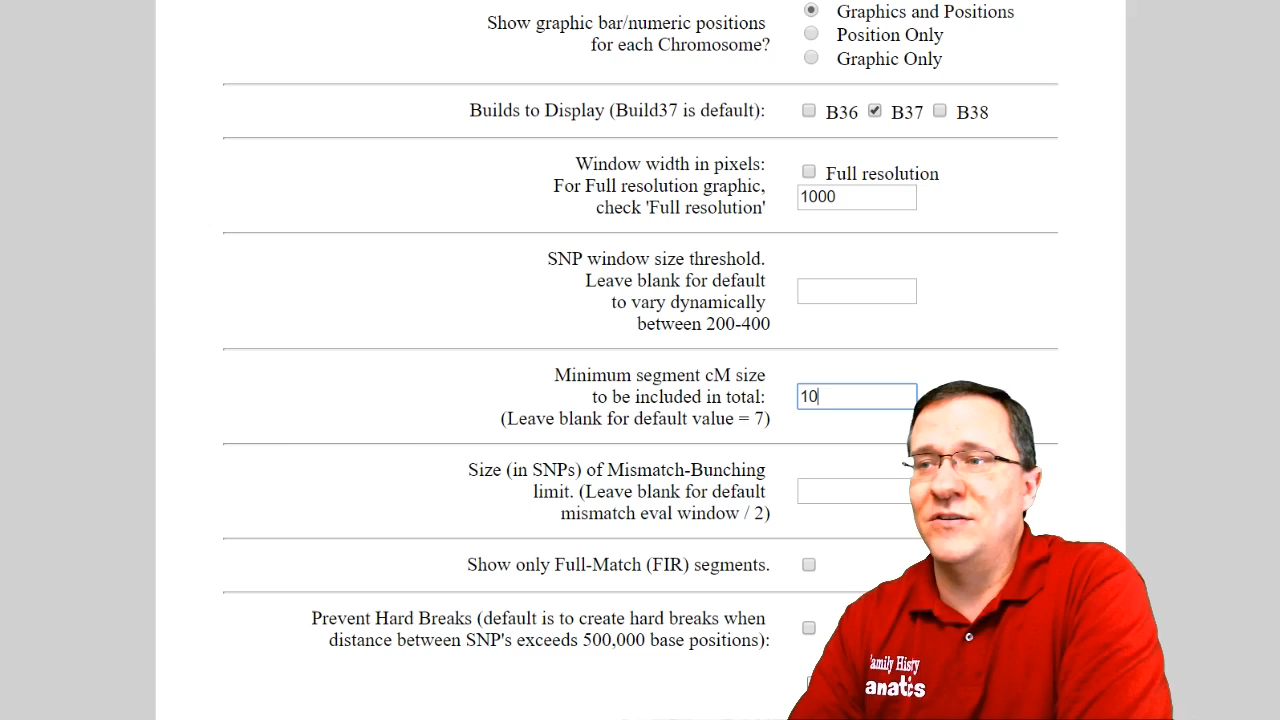 Show graphic bar/numeric positions
for each Chromosome?
Graphics and Positions
Position Only
Graphic Only
Builds to Display (Build37 is default):
B36 B37 B38
Window width in pixels:
For Full resolution graphic,
check 'Full resolution'
Full resolution
1000
SNP window size threshold.
Leave blank for default
to vary dynamically
between 200-400
Minimum segment cM size
to be included in total:
(Leave blank for default value = 7)
10
Size (in SNPs) of Mismatch-Bunching
limit. (Leave blank for default
mismatch eval window / 2)
Show only Full-Match (FIR) segments.
Prevent Hard Breaks (default is to create hard breaks when
distance between SNP's exceeds 500,000 base positions):
amily Histy
anatics